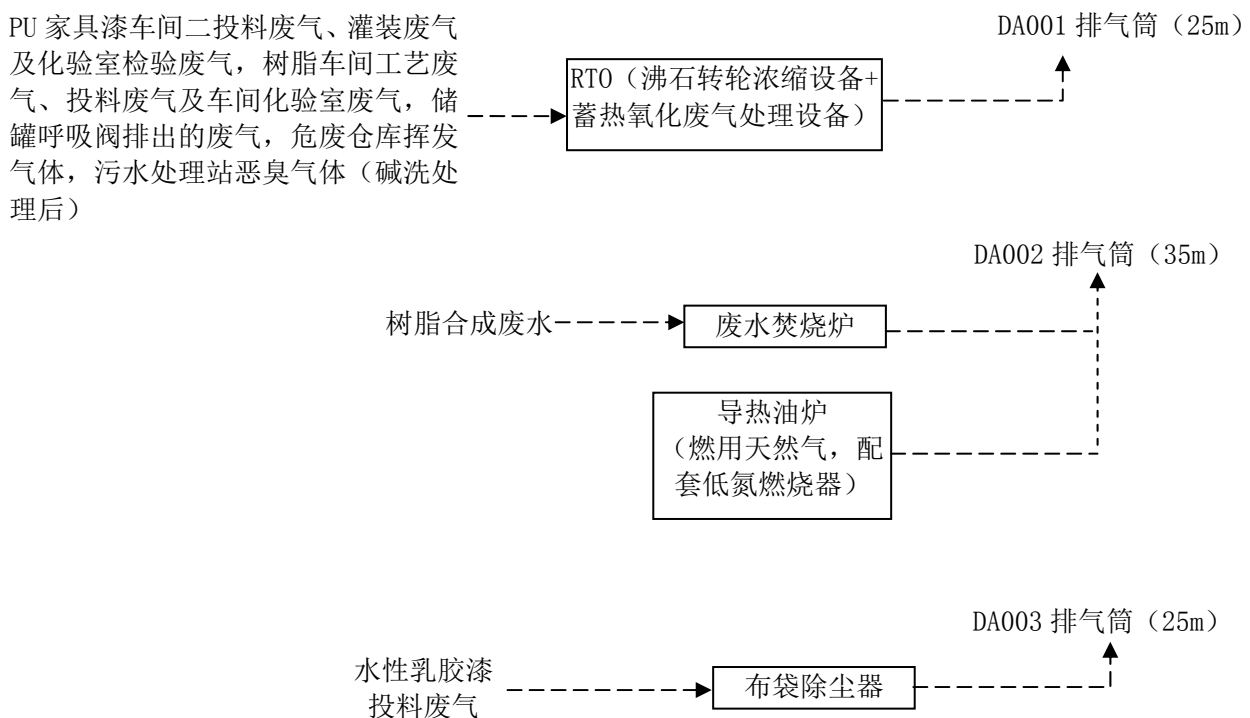 PU 家具漆车间二投料废气、灌装废气
及化验室检验废气，树脂车间工艺废
气、投料废气及车间化验室废气，储
罐呼吸阀排出的废气，危废仓库挥发
气体，污水处理站恶臭气体（碱洗处
理后）
RTO（沸石转轮浓缩设备+
蓄热氧化废气处理设备）
DA001 排气筒（25m）
DA002 排气筒（35m）
树脂合成废水
废水焚烧炉
导热油炉
（燃用天然气，配
套低氮燃烧器）
DA003 排气筒（25m）
水性乳胶漆
投料废气
布袋除尘器